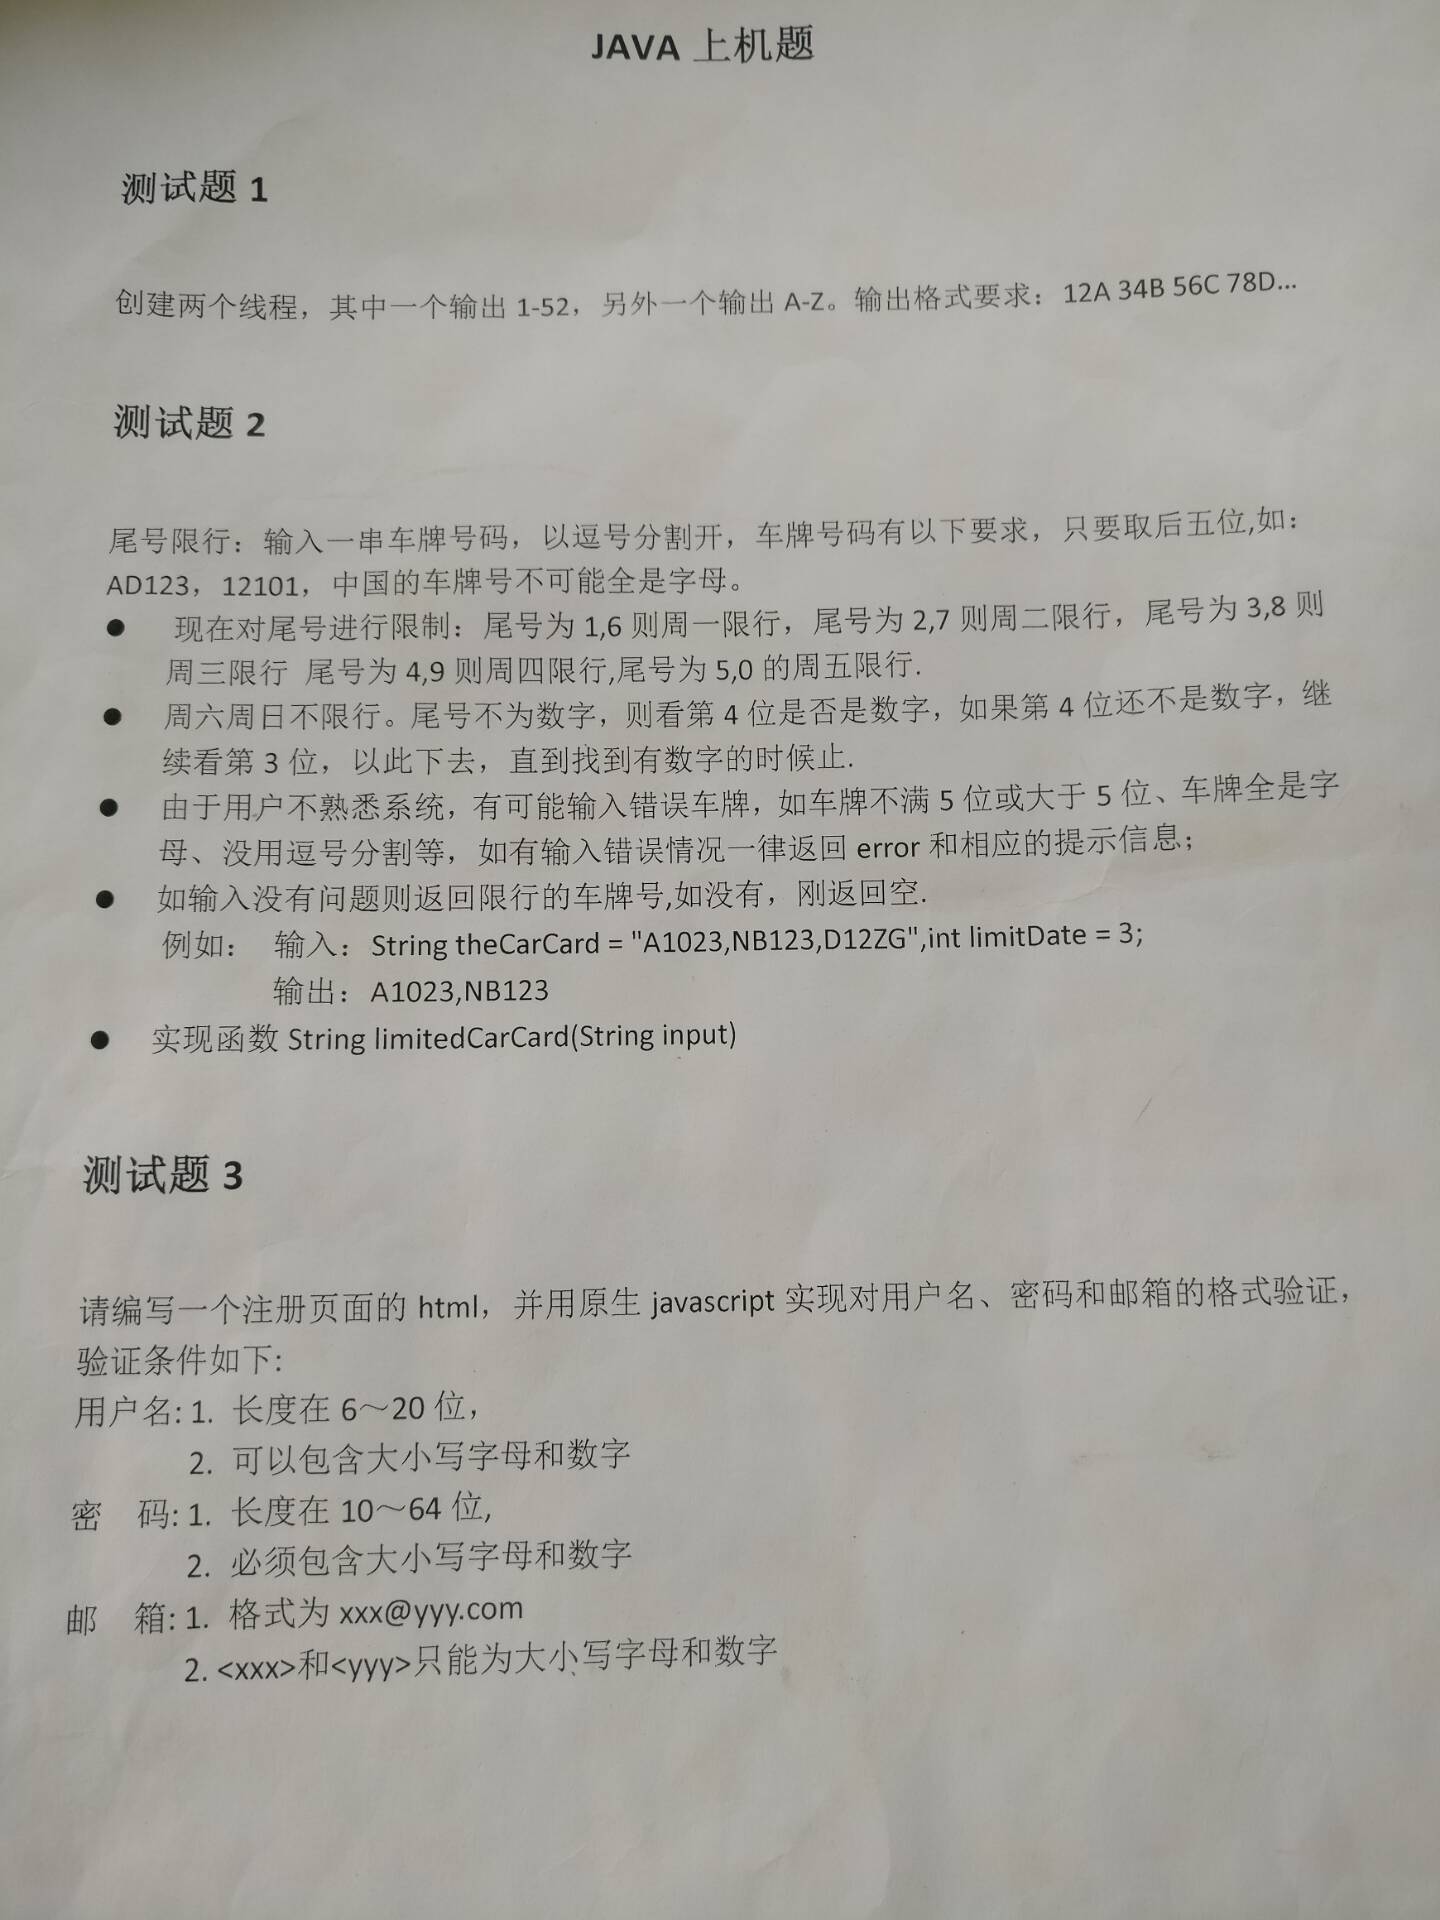 JAVA 上机题
测试题 1
创建两个线程，其中一个输出 1-52，另外一个输出 A-Z。输出格式要求：12A 34B 56C 78D...
测试题 2
尾号限行：输入一串车牌号码，以逗号分割开，车牌号码有以下要求，只要取后五位,如：
AD123，12101，中国的车牌号不可能全是字母。
● 现在对尾号进行限制：尾号为 1,6 则周一限行，尾号为 2,7 则周二限行，尾号为 3,8 则
周三限行 尾号为 4,9 则周四限行,尾号为 5,0 的周五限行.
● 周六周日不限行。尾号不为数字，则看第 4 位是否是数字，如果第 4 位还不是数字，继
续看第 3 位，以此下去，直到找到有数字的时候止.
● 由于用户不熟悉系统，有可能输入错误车牌，如车牌不满 5 位或大于 5 位、车牌全是字
母、没用逗号分割等，如有输入错误情况一律返回 error 和相应的提示信息；
● 如输入没有问题则返回限行的车牌号,如没有，刚返回空.
例如： 输入：String theCarCard = "A1023,NB123,D12ZG",int limitDate = 3;
输出：A1023,NB123
● 实现函数 String limitedCarCard(String input)
测试题 3
请编写一个注册页面的 html，并用原生 javascript 实现对用户名、密码和邮箱的格式验证，
验证条件如下:
用户名: 1. 长度在 6～20 位，
2. 可以包含大小写字母和数字
密 码: 1. 长度在 10～64 位,
2. 必须包含大小写字母和数字
邮 箱: 1. 格式为 xxx@yyy.com
2. <xxx>和<yyy>只能为大小写字母和数字